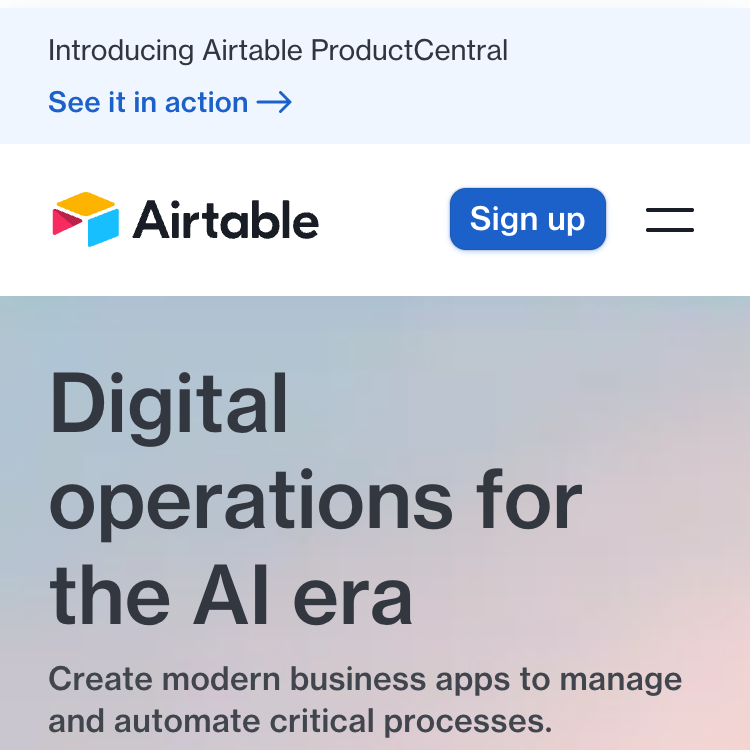 Introducing Airtable ProductCentral
See it in action
Airtable
Sign up
Digital
operations for
the AI era
Create modern business apps to manage
and automate critical processes.